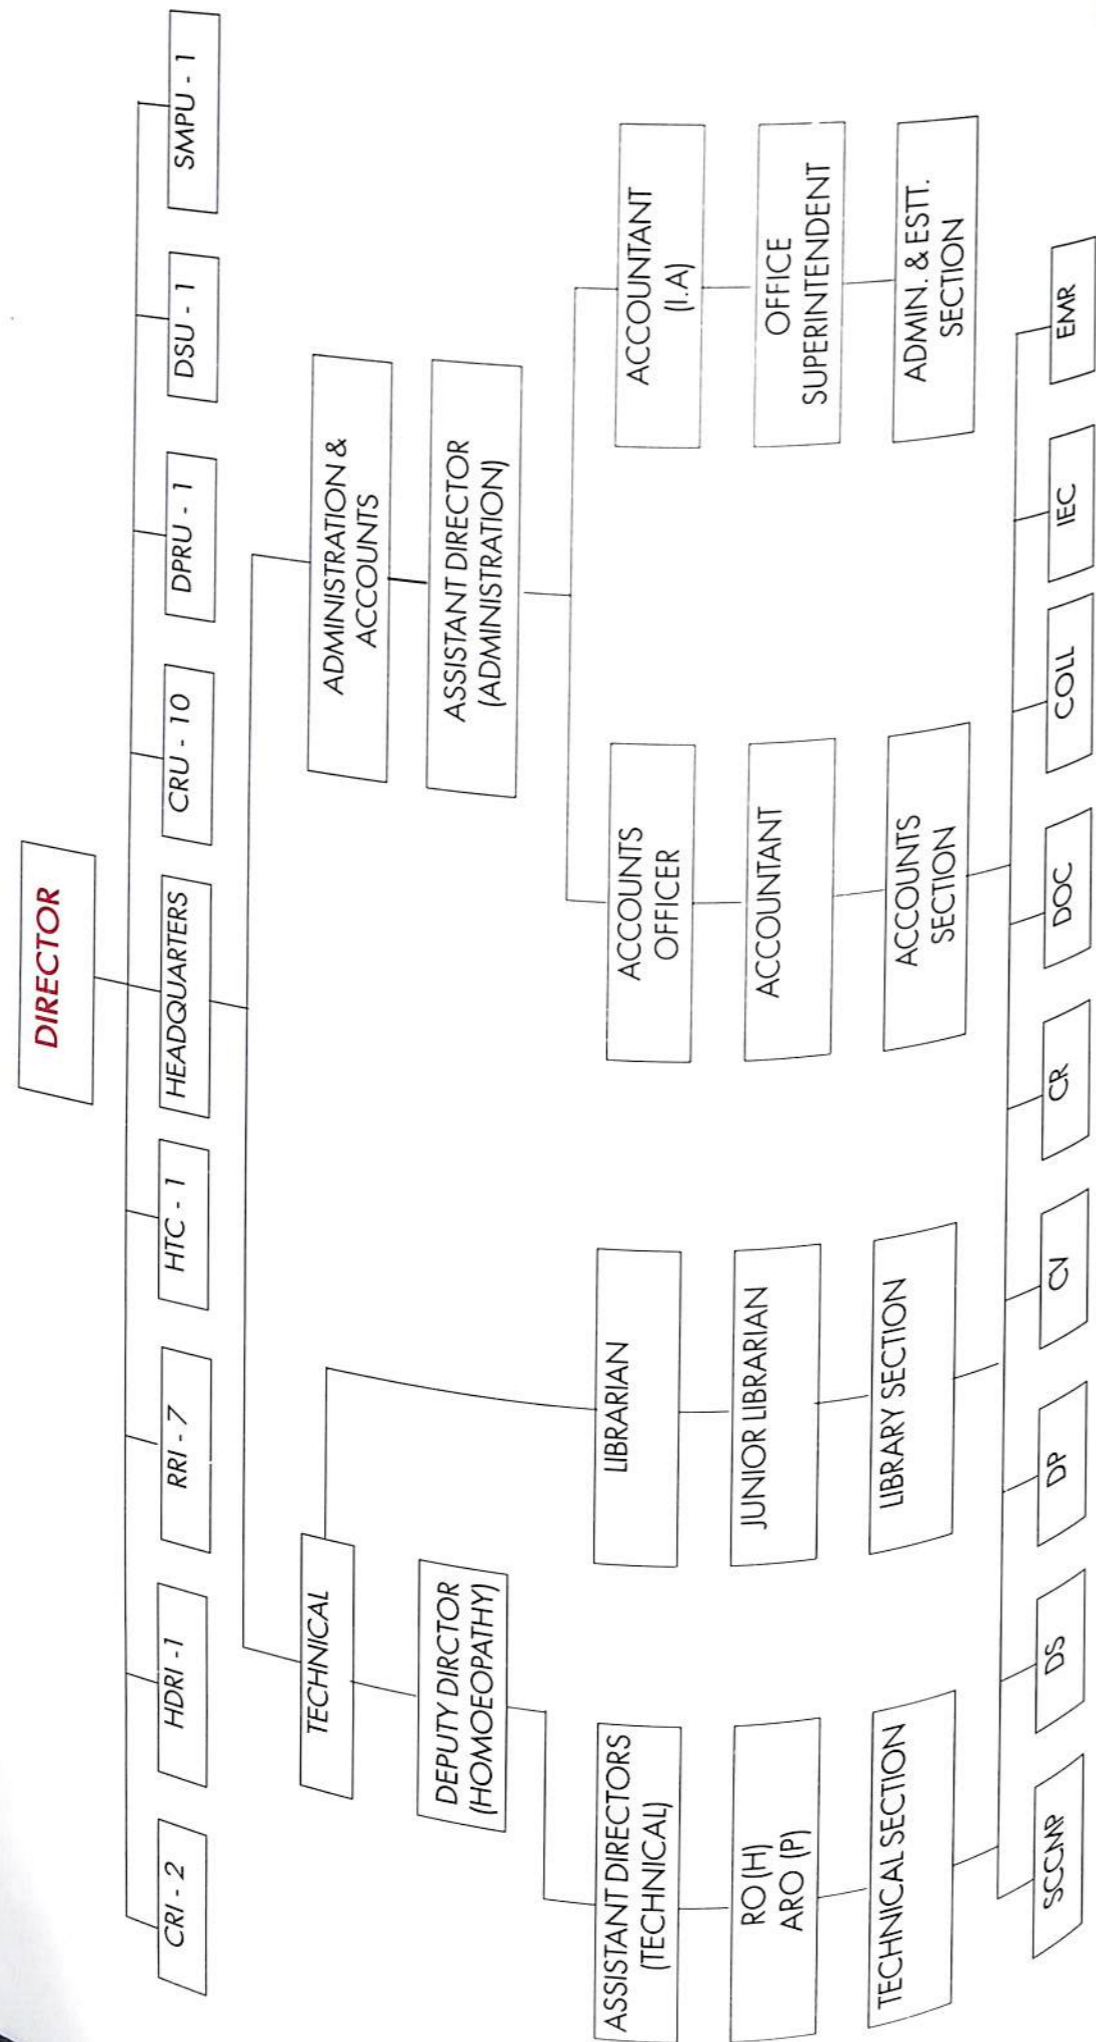 DIRECTOR
CRI - 2
HDRI -1
RRI - 7
HTC - 1
HEADQUARTERS
CRU - 10
DPRU - 1
DSU - 1
SMPU - 1
TECHNICAL
ADMINISTRATION &
ACCOUNTS
DEPUTY DIRCTOR
(HOMOEOPATHY)
ASSISTANT DIRECTOR
(ADMINISTRATION)
ASSISTANT DIRECTORS
(TECHNICAL)
LIBRARIAN
ACCOUNTS
OFFICER
ACCOUNTANT
(I.A)
RO (H)
ARO (P)
JUNIOR LIBRARIAN
ACCOUNTANT
OFFICE
SUPERINTENDENT
TECHNICAL SECTION
LIBRARY SECTION
ACCOUNTS
SECTION
ADMIN. & ESTT.
SECTION
SCCMP
DS
DP
CV
CR
DOC
COLL
IEC
EMR